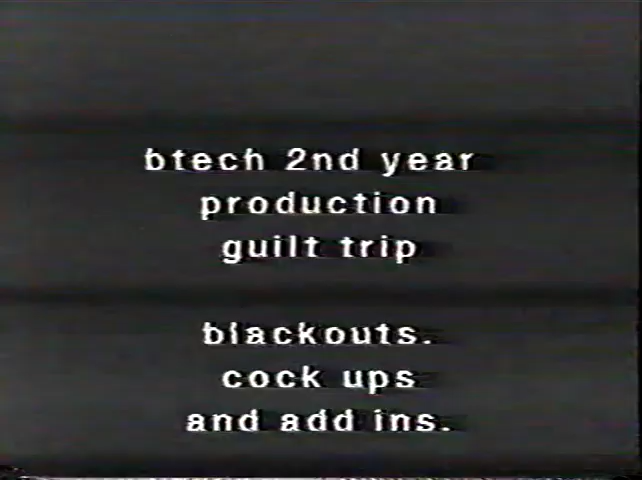 btech 2nd year
production
guilt trip
blackouts.
cock ups
and add ins.